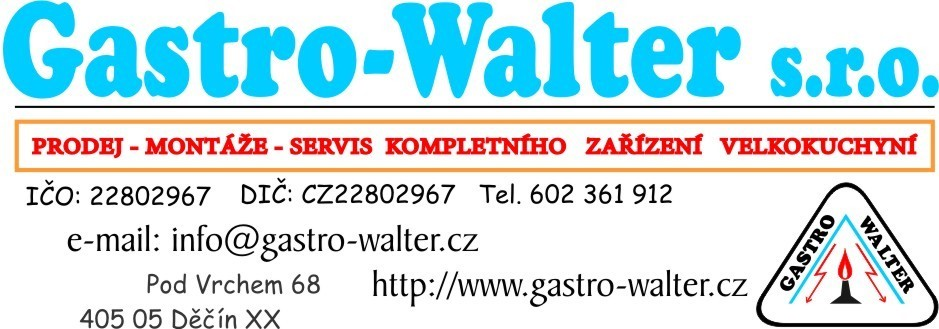 Gastro-Walter s.r.o.
PRODEJ - MONTÁŽE - SERVIS KOMPLETNÍHO ZAŘÍZENÍ VELKOKUCHYNÍ
IČO: 22802967 DIČ: CZ22802967 Tel. 602 361 912
e-mail: info@gastro-walter.cz
Pod Vrchem 68
405 05 Děčín XX
http://www.gastro-walter.cz
GASTRO WALTER